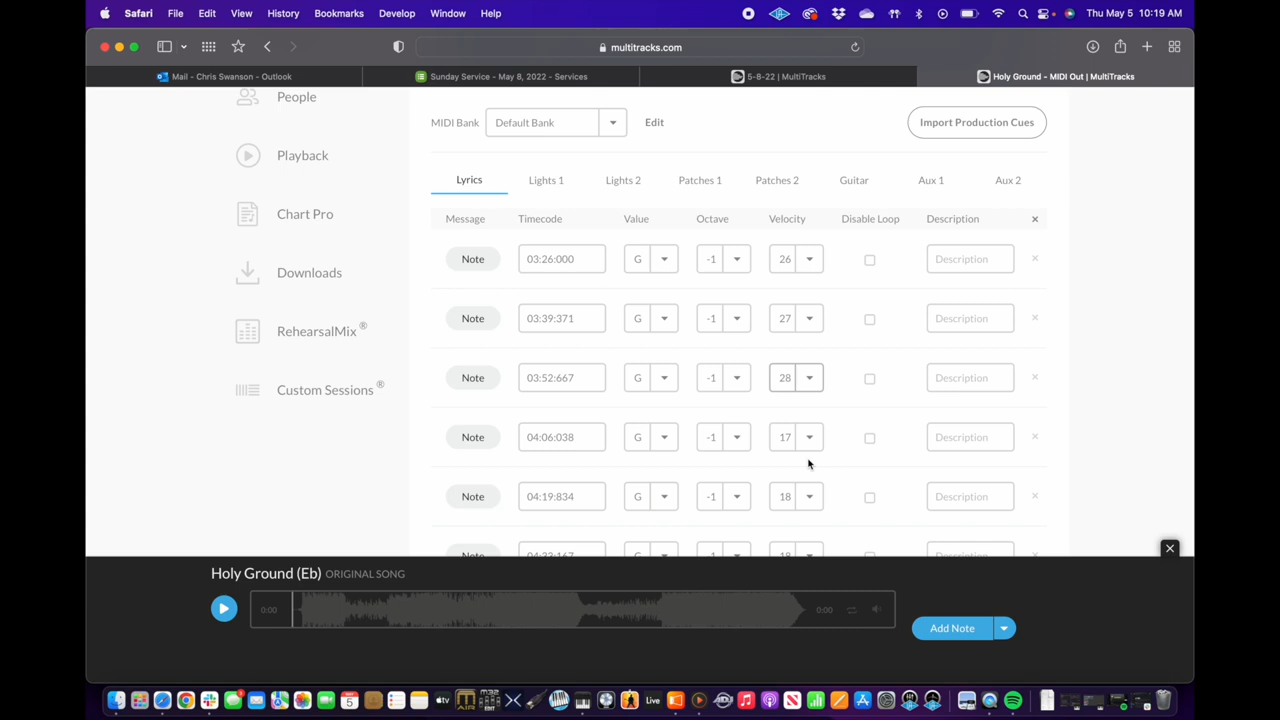 Safari File Edit View History Bookmarks Develop Window Help Thu May 5 10:19 AM
multitracks.com
Mail - Chris Swanson - Outlook Sunday Service - May 8, 2022 - Services 5-8-22 | MultiTracks Holy Ground - MIDI Out | MultiTracks
People
Playback
Chart Pro
Downloads
RehearsalMix®
Custom Sessions®
MIDI Bank Default Bank Edit Import Production Cues
Lyrics Lights 1 Lights 2 Patches 1 Patches 2 Guitar Aux 1 Aux 2
Message Timecode Value Octave Velocity Disable Loop Description ×
Note 03:26:000 G -1 26 Description ×
Note 03:39:371 G -1 27 Description ×
Note 03:52:667 G -1 28 Description ×
Note 04:06:038 G -1 17 Description ×
Note 04:19:834 G -1 18 Description ×
Note 04:33:167 G -1 Description
Holy Ground (Eb) ORIGINAL SONG
0:00 0:00
Add Note